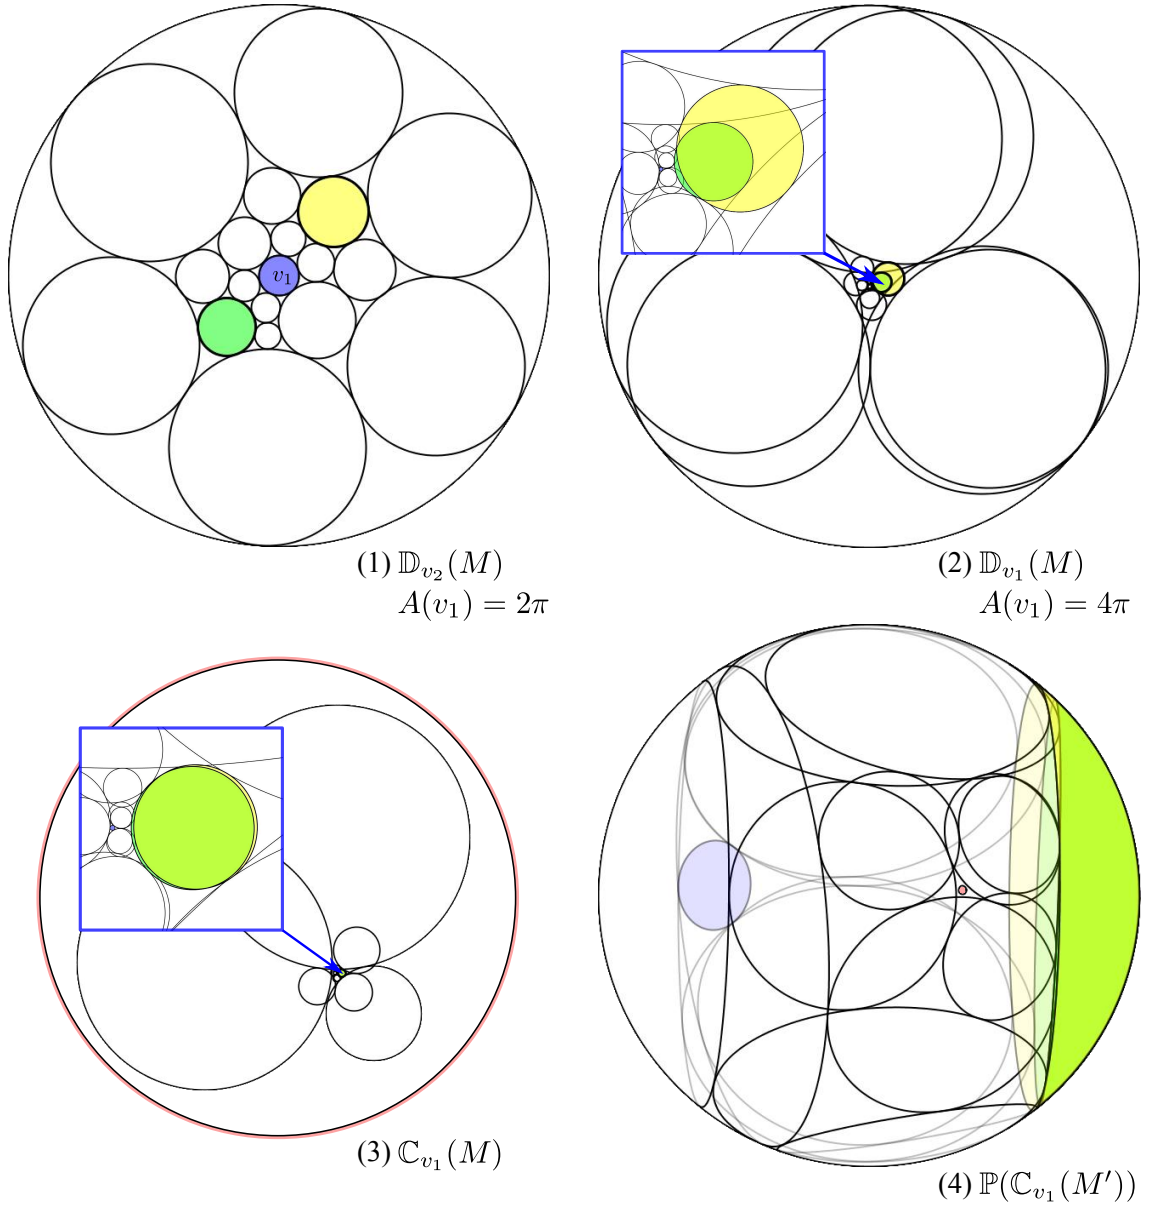 v₁
(1) 𝔻_{v₂}(M)
A(v₁) = 2π
(2) 𝔻_{v₁}(M)
A(v₁) = 4π
(3) ℂ_{v₁}(M)
(4) ℙ(ℂ_{v₁}(M′))